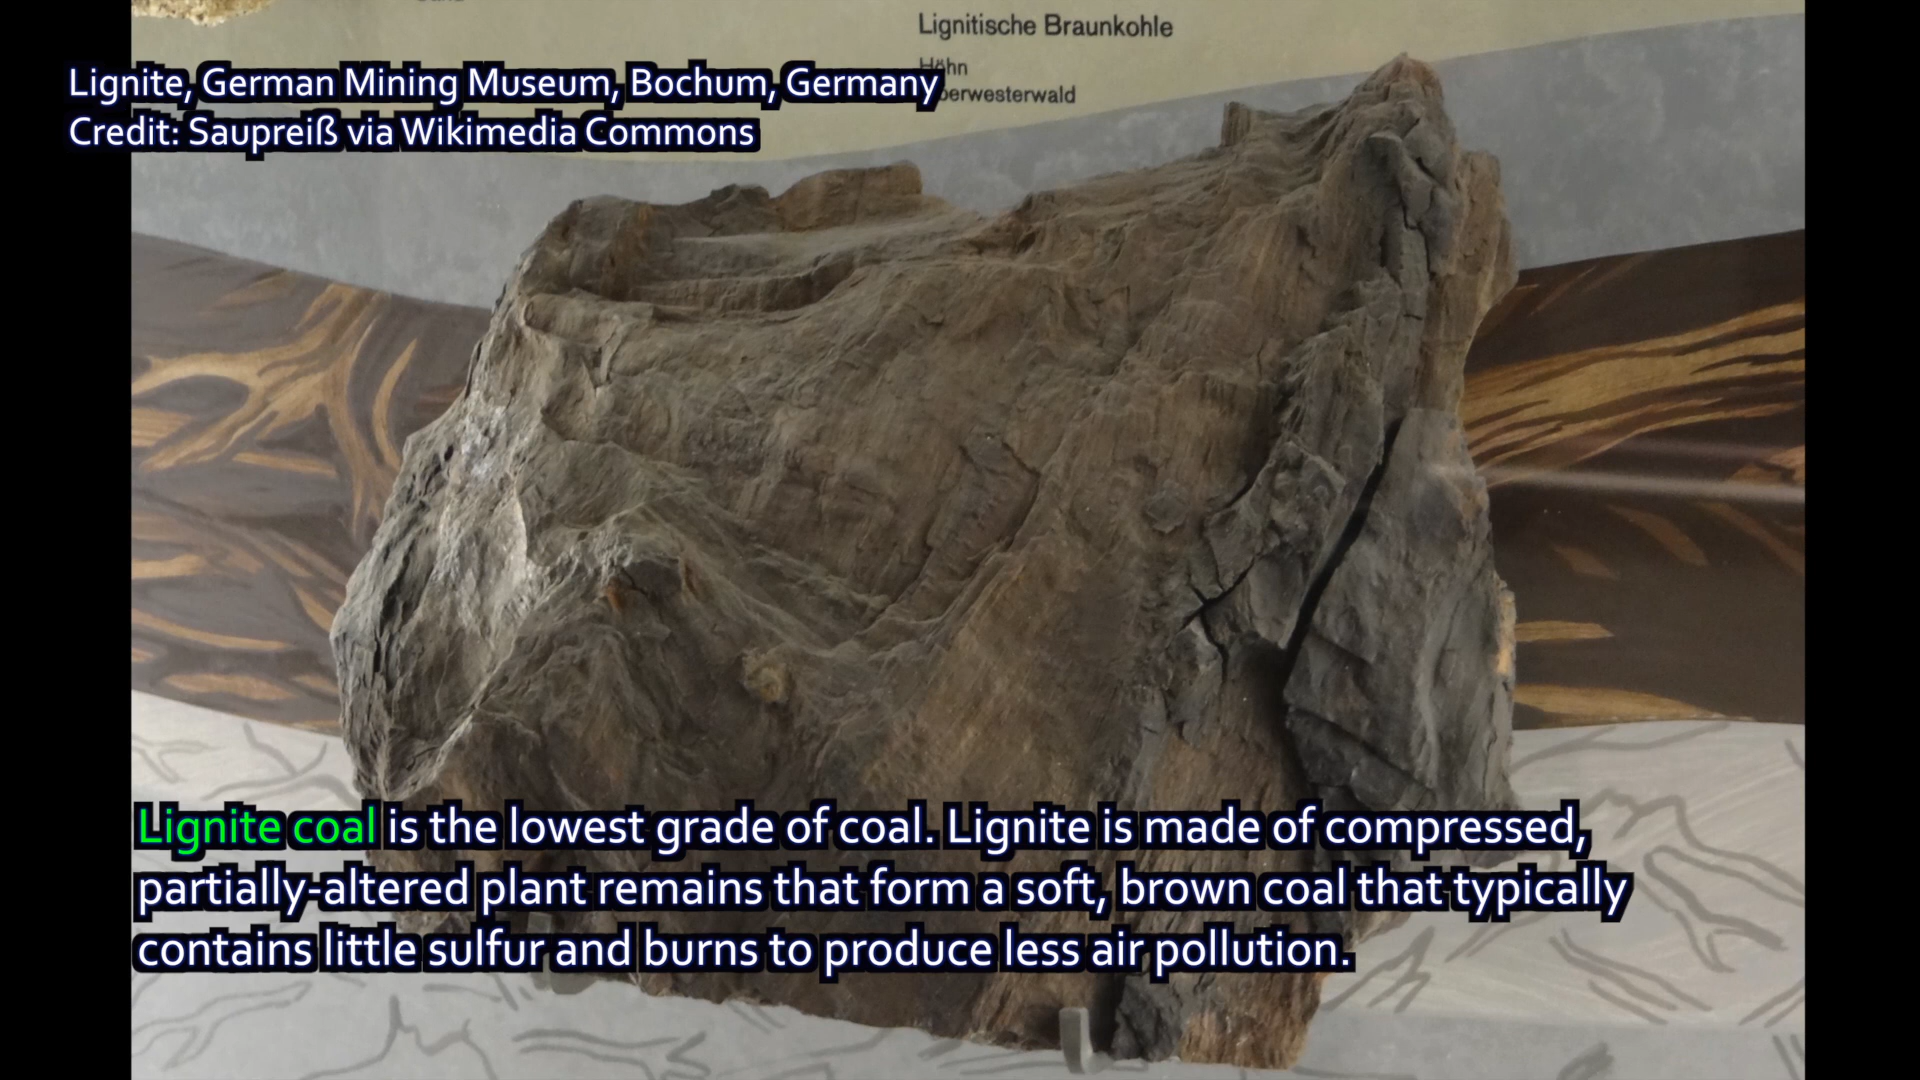 Lignitische Braunkohle
Lignite, German Mining Museum, Bochum, Germany
Credit: Saupreiß via Wikimedia Commons
Lignite coal is the lowest grade of coal. Lignite is made of compressed,
partially-altered plant remains that form a soft, brown coal that typically
contains little sulfur and burns to produce less air pollution.